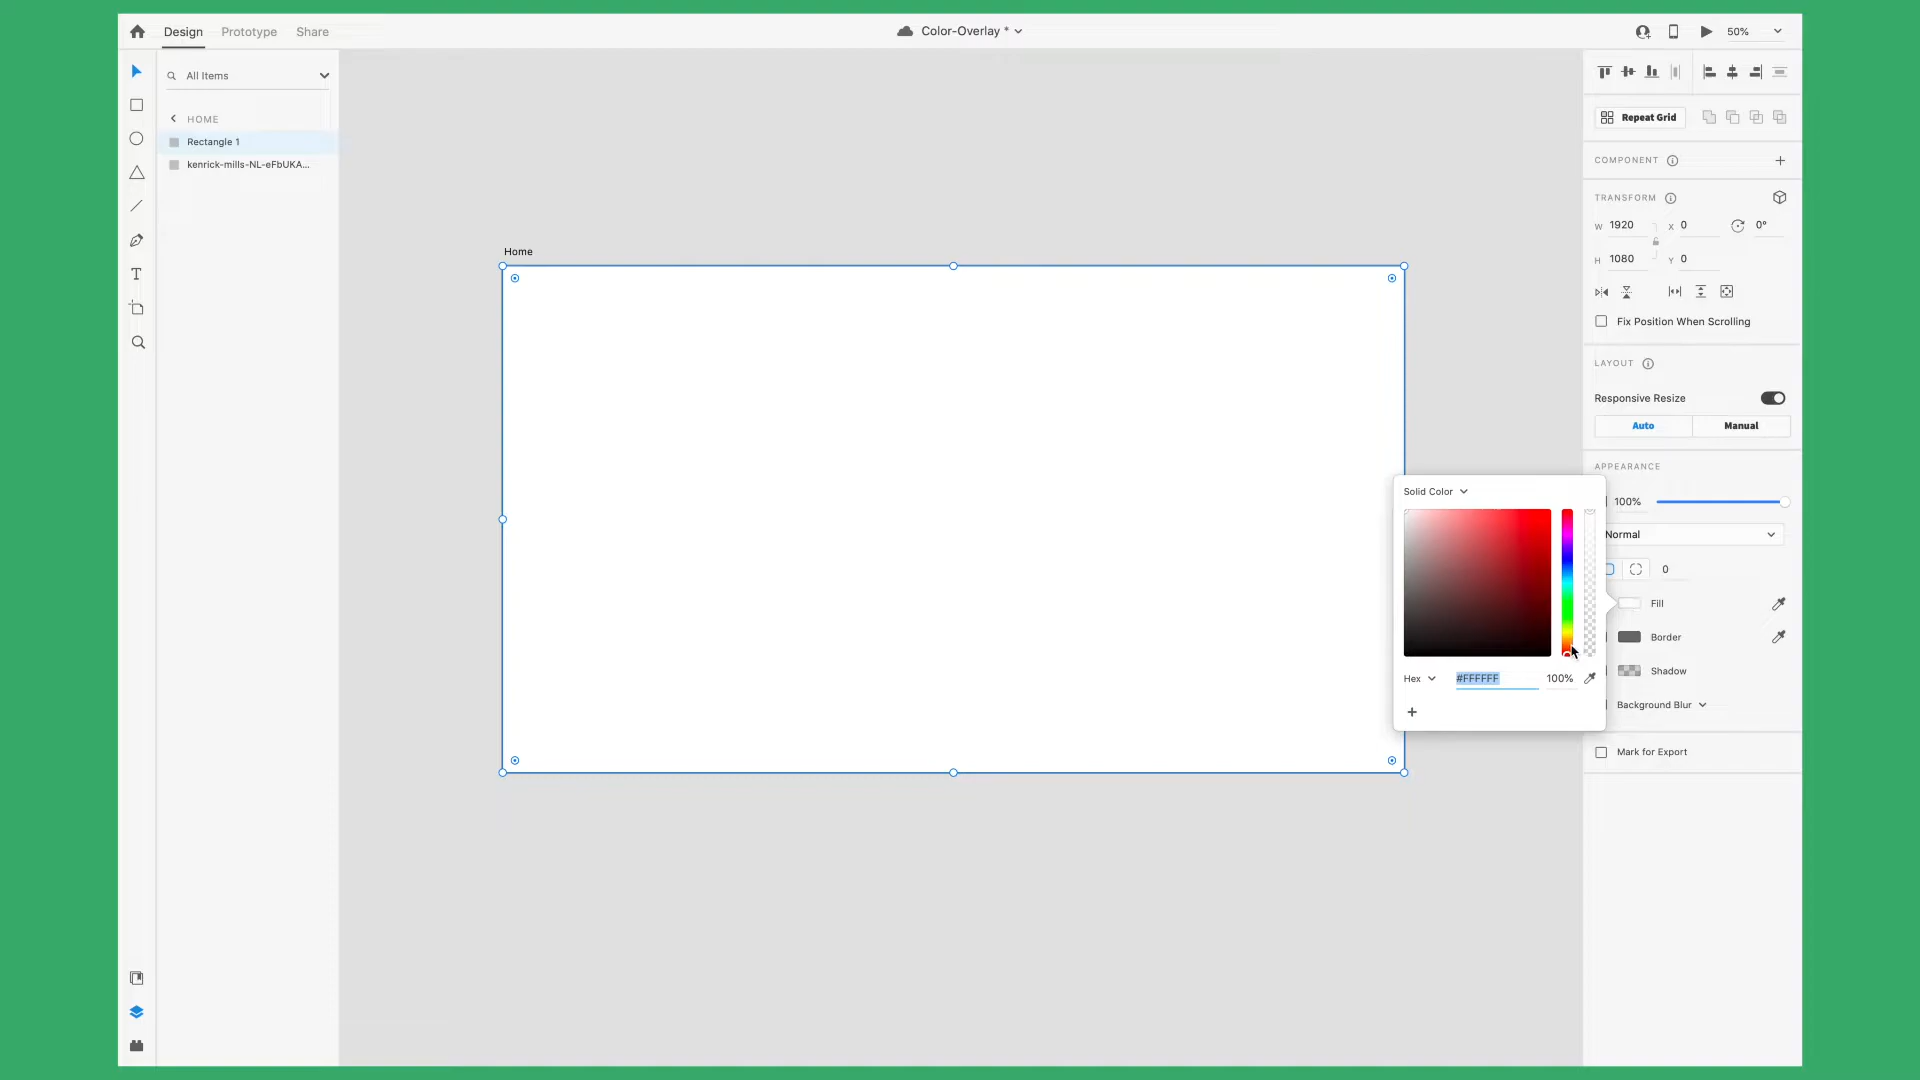 Design Prototype Share
Color-Overlay *
50%
All Items
HOME
Rectangle 1
kenrick-mills-NL-eFbUKA...
Home
Repeat Grid
COMPONENT
TRANSFORM
W 1920 X 0 0°
H 1080 Y 0
Fix Position When Scrolling
LAYOUT
Responsive Resize
Auto Manual
APPEARANCE
100%
Normal
0
Fill
Border
Shadow
Background Blur
Mark for Export
Solid Color
Hex #FFFFFF 100%